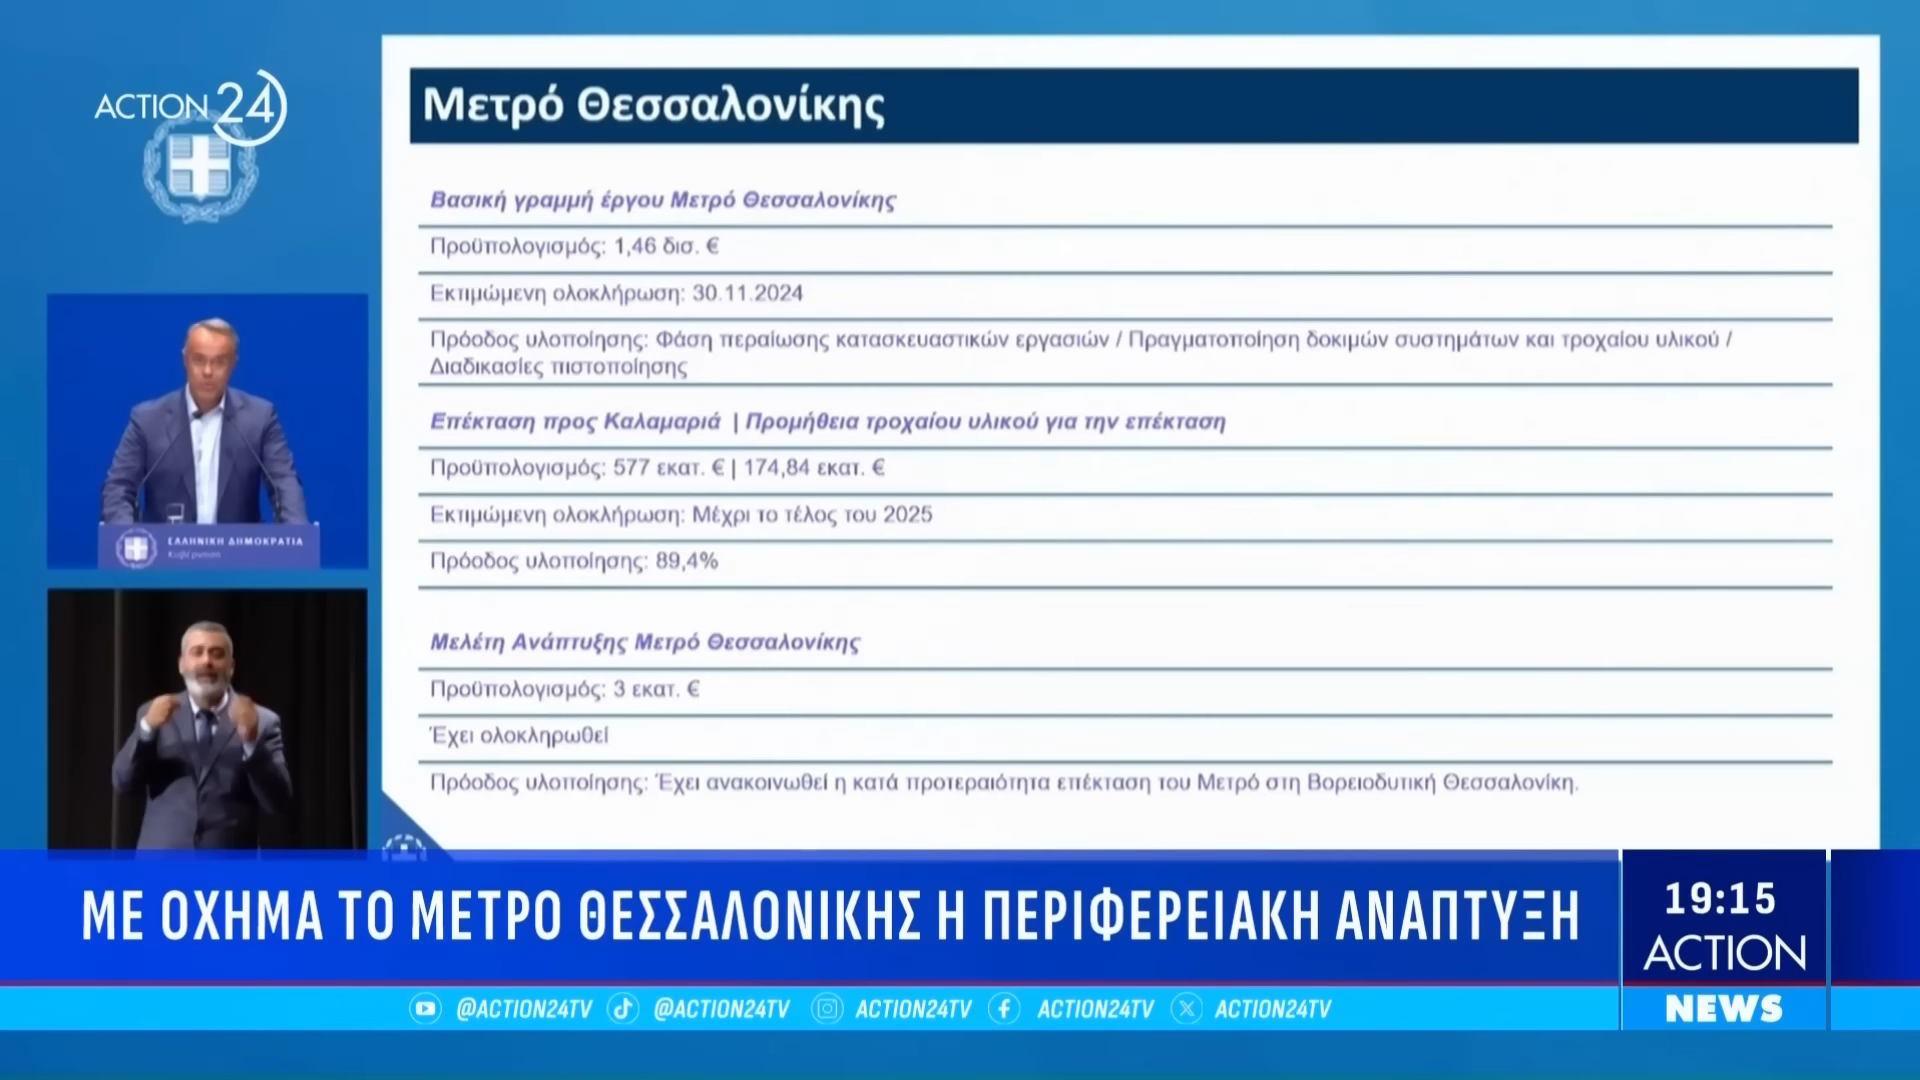 ACTION 24
Μετρό Θεσσαλονίκης
Βασική γραμμή έργου Μετρό Θεσσαλονίκης
Προϋπολογισμός: 1,46 δισ. €
Εκτιμώμενη ολοκλήρωση: 30.11.2024
Πρόοδος υλοποίησης: Φάση περαίωσης κατασκευαστικών εργασιών / Πραγματοποίηση δοκιμών συστημάτων και τροχαίου υλικού /
Διαδικασίες πιστοποίησης
Επέκταση προς Καλαμαριά | Προμήθεια τροχαίου υλικού για την επέκταση
Προϋπολογισμός: 577 εκατ. € | 174,84 εκατ. €
Εκτιμώμενη ολοκλήρωση: Μέχρι το τέλος του 2025
Πρόοδος υλοποίησης: 89,4%
Μελέτη Ανάπτυξης Μετρό Θεσσαλονίκης
Προϋπολογισμός: 3 εκατ. €
Έχει ολοκληρωθεί
Πρόοδος υλοποίησης: Έχει ανακοινωθεί η κατά προτεραιότητα επέκταση του Μετρό στη Βορειοδυτική Θεσσαλονίκη.
ΕΛΛΗΝΙΚΗ ΔΗΜΟΚΡΑΤΙΑ
Κυβέρνηση
ΜΕ ΟΧΗΜΑ ΤΟ ΜΕΤΡΟ ΘΕΣΣΑΛΟΝΙΚΗΣ Η ΠΕΡΙΦΕΡΕΙΑΚΗ ΑΝΑΠΤΥΞΗ
19:15
ACTION
NEWS
@ACTION24TV @ACTION24TV ACTION24TV ACTION24TV ACTION24TV